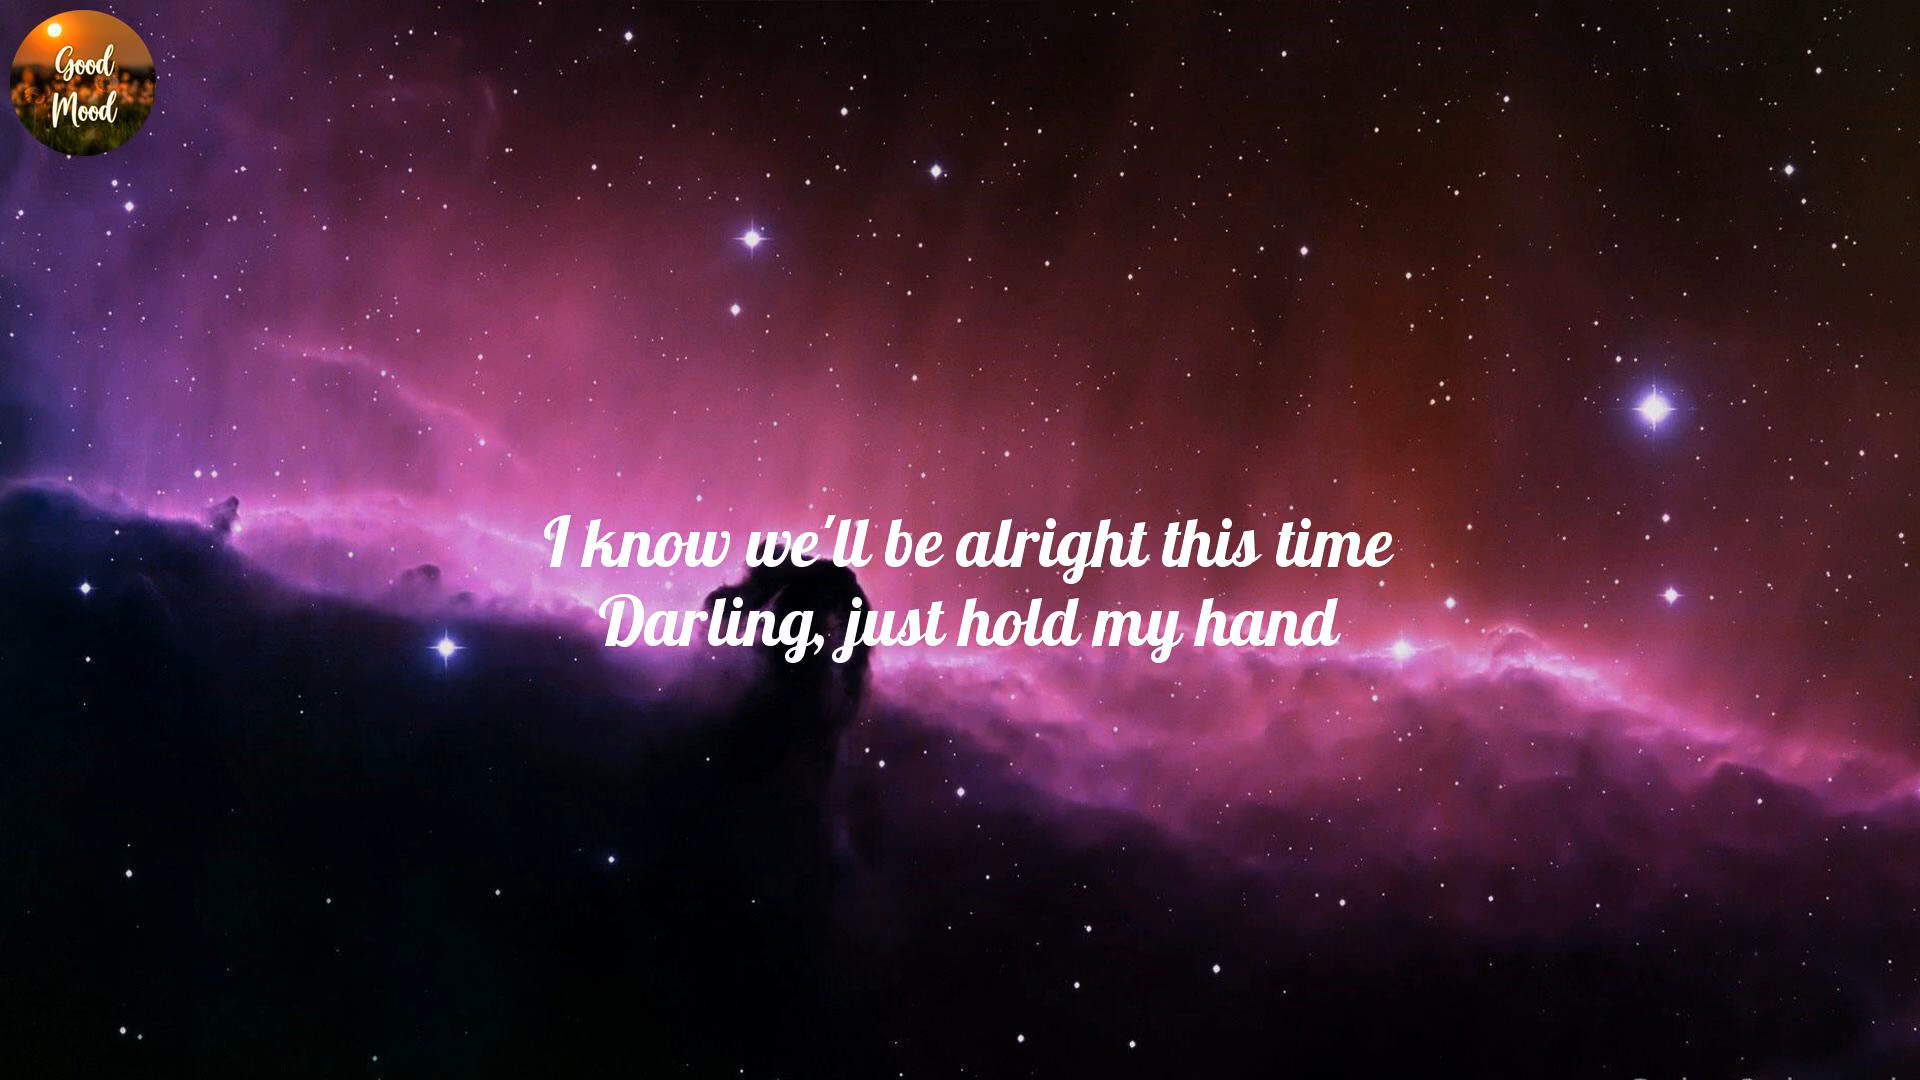 Good
Mood
I know we'll be alright this time
Darling, just hold my hand